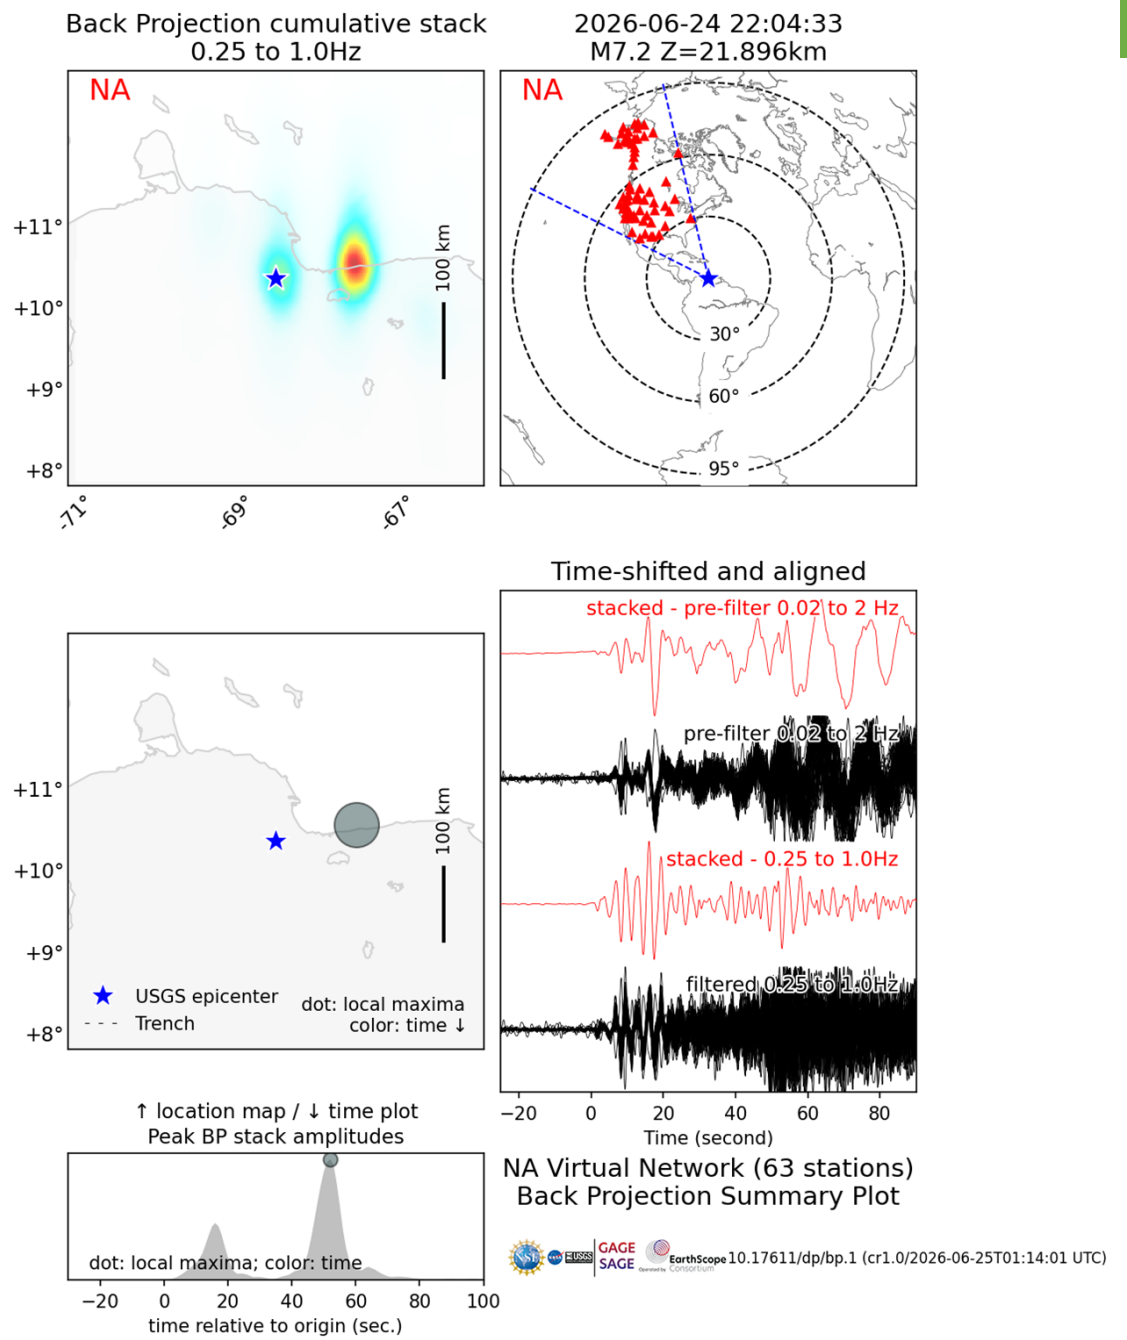 Back Projection cumulative stack
0.25 to 1.0Hz
NA
+11°
+10°
+9°
+8°
-71°
-69°
-67°
100 km
2026-06-24 22:04:33
M7.2 Z=21.896km
NA
30°
60°
95°
+11°
+10°
+9°
+8°
100 km
USGS epicenter
Trench
dot: local maxima
color: time ↓
Time-shifted and aligned
stacked - pre-filter 0.02 to 2 Hz
pre-filter 0.02 to 2 Hz
stacked - 0.25 to 1.0Hz
filtered 0.25 to 1.0Hz
−20 0 20 40 60 80
Time (second)
↑ location map / ↓ time plot
Peak BP stack amplitudes
dot: local maxima; color: time
−20 0 20 40 60 80 100
time relative to origin (sec.)
NA Virtual Network (63 stations)
Back Projection Summary Plot
NSF
NASA
USGS
GAGE
SAGE
Operated by
EarthScope
Consortium
10.17611/dp/bp.1 (cr1.0/2026-06-25T01:14:01 UTC)